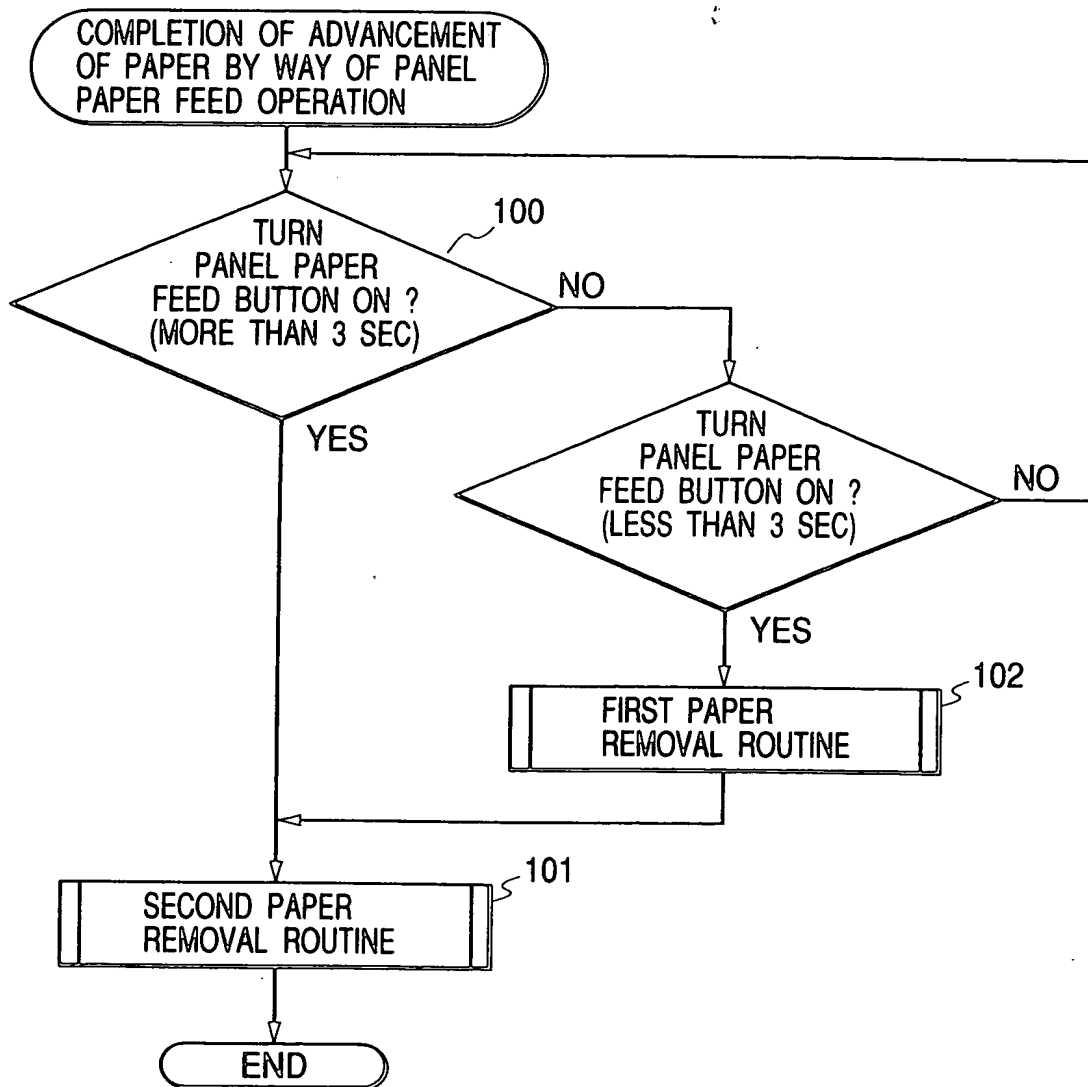 COMPLETION OF ADVANCEMENT
OF PAPER BY WAY OF PANEL
PAPER FEED OPERATION
100
TURN
PANEL PAPER
FEED BUTTON ON ?
(MORE THAN 3 SEC)
NO
YES
TURN
PANEL PAPER
FEED BUTTON ON ?
(LESS THAN 3 SEC)
NO
YES
102
FIRST PAPER
REMOVAL ROUTINE
101
SECOND PAPER
REMOVAL ROUTINE
END